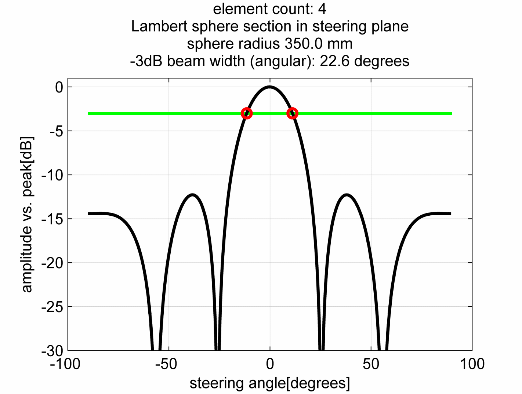 element count: 4
Lambert sphere section in steering plane
sphere radius 350.0 mm
-3dB beam width (angular): 22.6 degrees
amplitude vs. peak[dB]
0
-5
-10
-15
-20
-25
-30
-100
-50
0
50
100
steering angle[degrees]